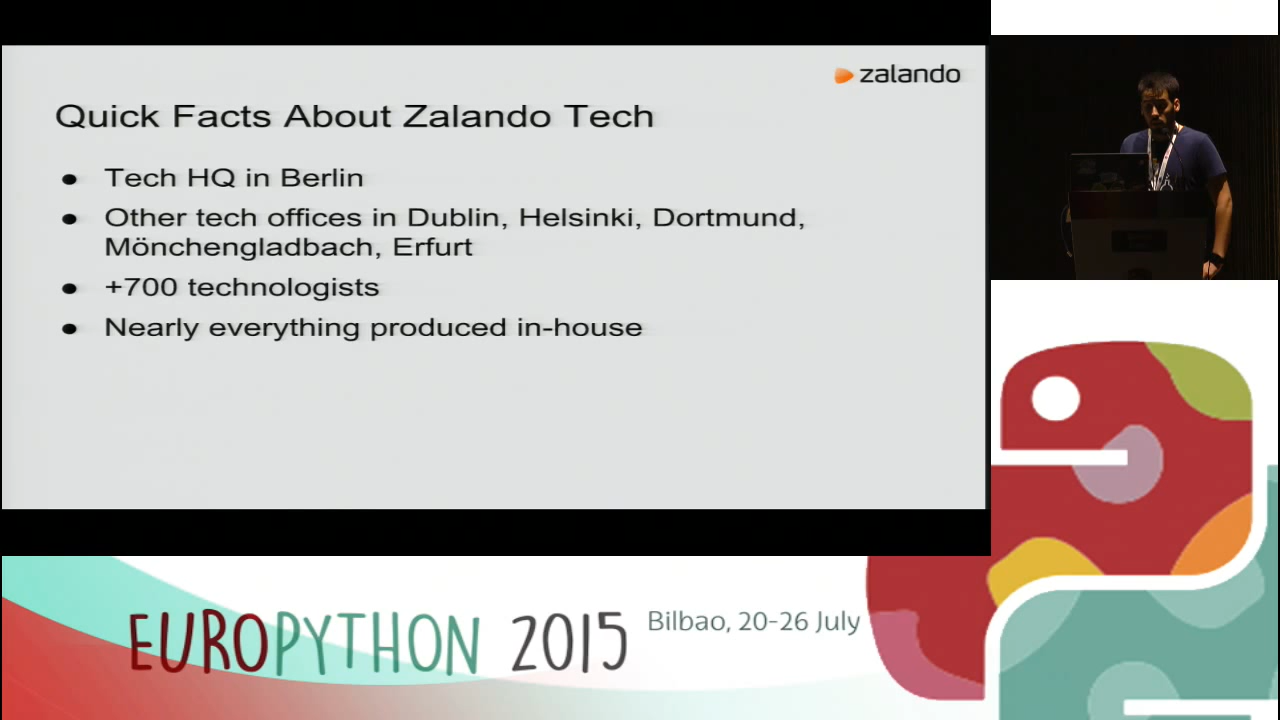 zalando
Quick Facts About Zalando Tech
● Tech HQ in Berlin
● Other tech offices in Dublin, Helsinki, Dortmund,
Mönchengladbach, Erfurt
● +700 technologists
● Nearly everything produced in-house
EUROPYTHON 2015
Bilbao, 20-26 July